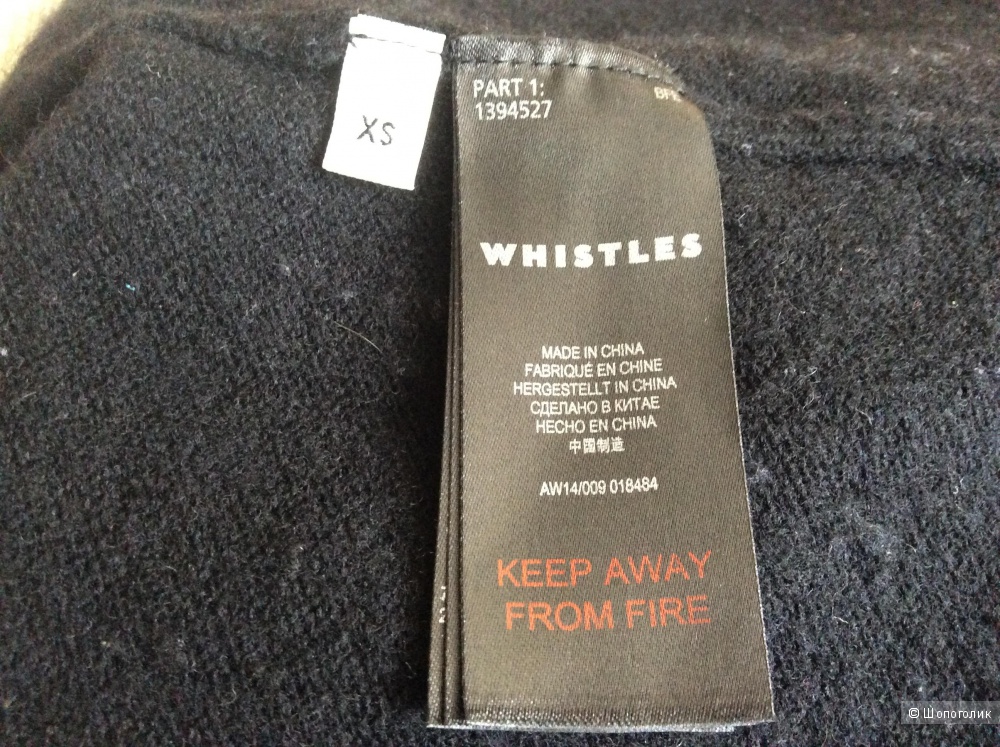 XS
PART 1:
1394527
WHISTLES
MADE IN CHINA
FABRIQUÉ EN CHINE
HERGESTELLT IN CHINA
СДЕЛАНО В КИТАЕ
HECHO EN CHINA
中国制造
AW14/009 018484
KEEP AWAY
FROM FIRE
© Шопоголик